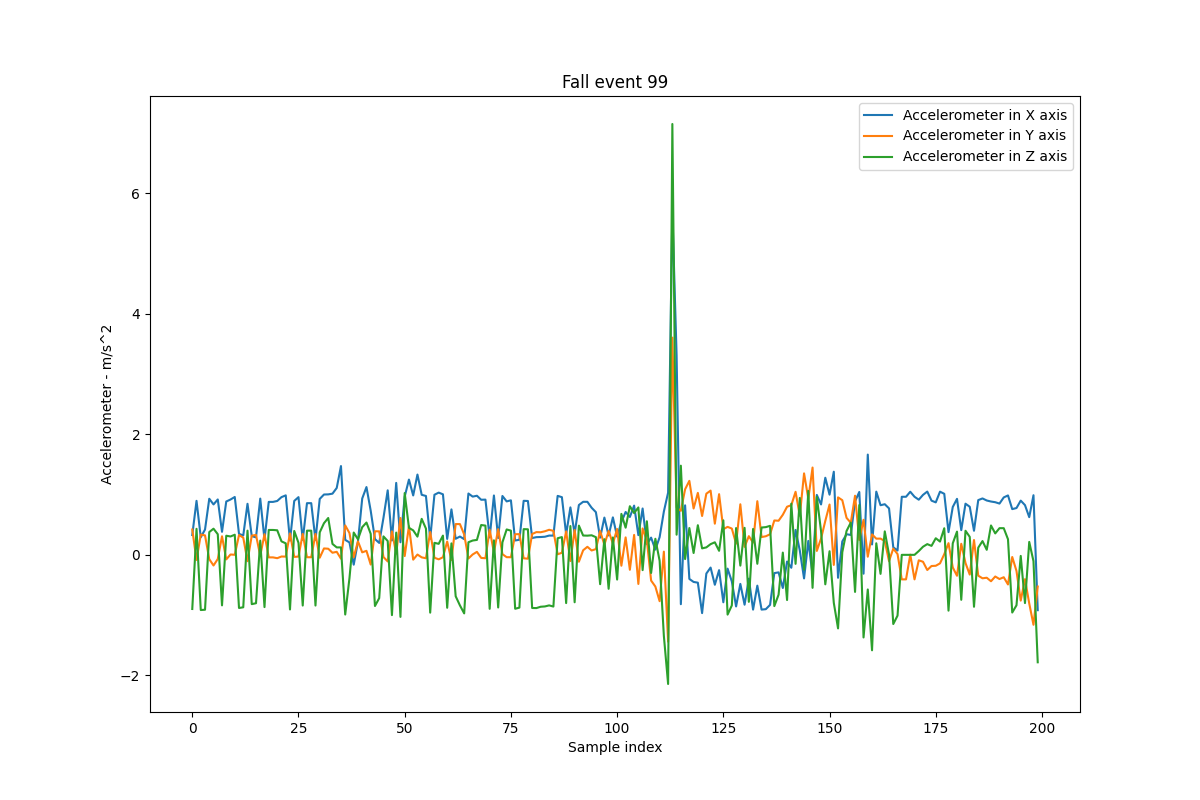 Fall event 99
Accelerometer in X axis
Accelerometer in Y axis
Accelerometer in Z axis
Accelerometer - m/s^2
6
4
2
0
−2
0 25 50 75 100 125 150 175 200
Sample index